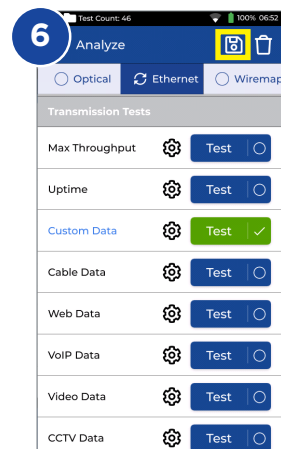 6
Test Count: 46 100% 06:52
Analyze
Optical Ethernet Wiremap
Transmission Tests
Max Throughput Test
Uptime Test
Custom Data Test
Cable Data Test
Web Data Test
VoIP Data Test
Video Data Test
CCTV Data Test